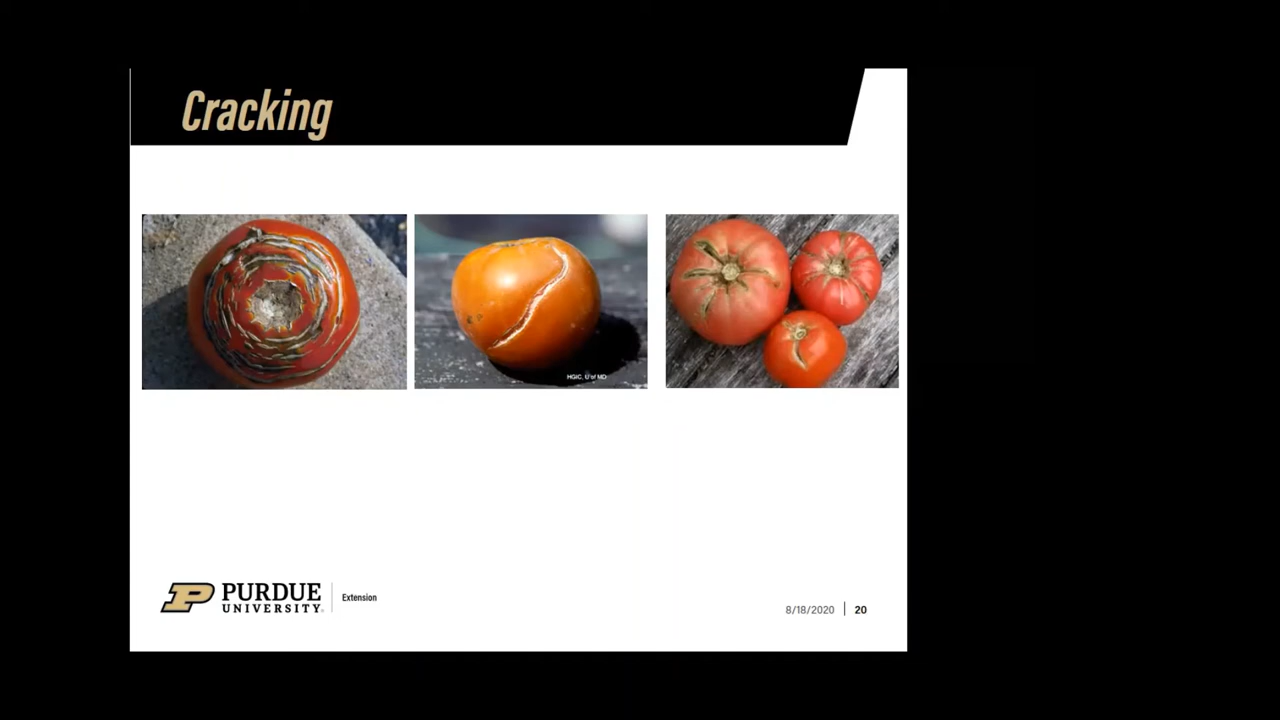 Cracking
HGIC, U of MD
PURDUE
UNIVERSITY.
Extension
8/18/2020 20